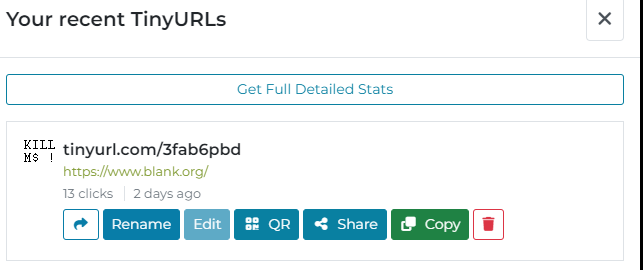 Your recent TinyURLs
Get Full Detailed Stats
KILL
M$ !
tinyurl.com/3fab6pbd
https://www.blank.org/
13 clicks 2 days ago
Rename Edit QR Share Copy